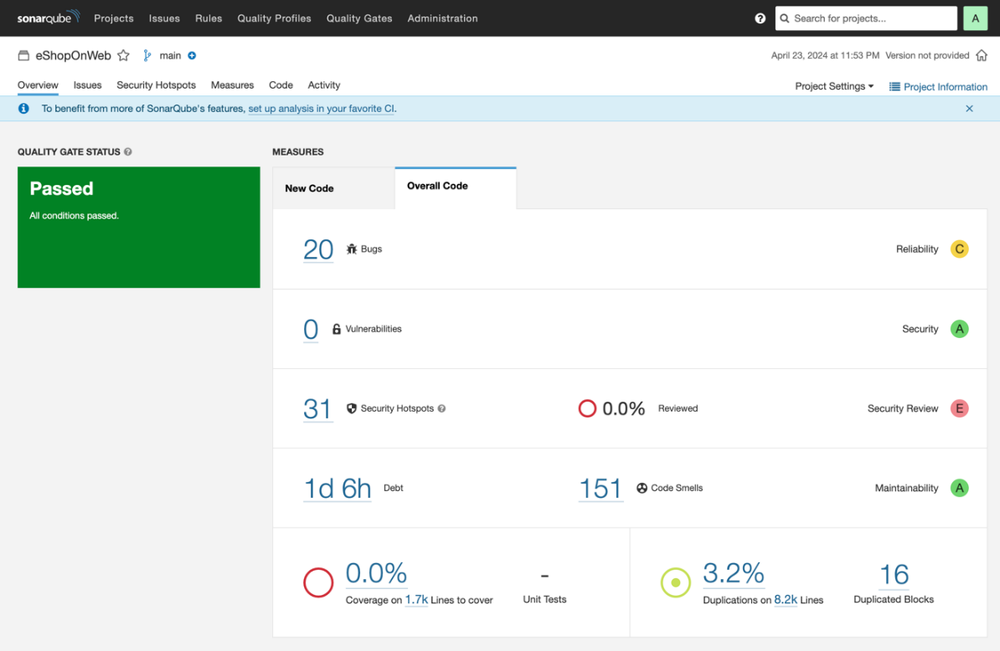 sonarqube Projects Issues Rules Quality Profiles Quality Gates Administration ? Search for projects... A
eShopOnWeb main April 23, 2024 at 11:53 PM Version not provided
Overview Issues Security Hotspots Measures Code Activity Project Settings Project Information
To benefit from more of SonarQube's features, set up analysis in your favorite CI.
QUALITY GATE STATUS ?
Passed
All conditions passed.
MEASURES
New Code Overall Code
20 Bugs Reliability C
0 Vulnerabilities Security A
31 Security Hotspots ? 0.0% Reviewed Security Review E
1d 6h Debt 151 Code Smells Maintainability A
0.0% - 3.2% 16
Coverage on 1.7k Lines to cover Unit Tests Duplications on 8.2k Lines Duplicated Blocks